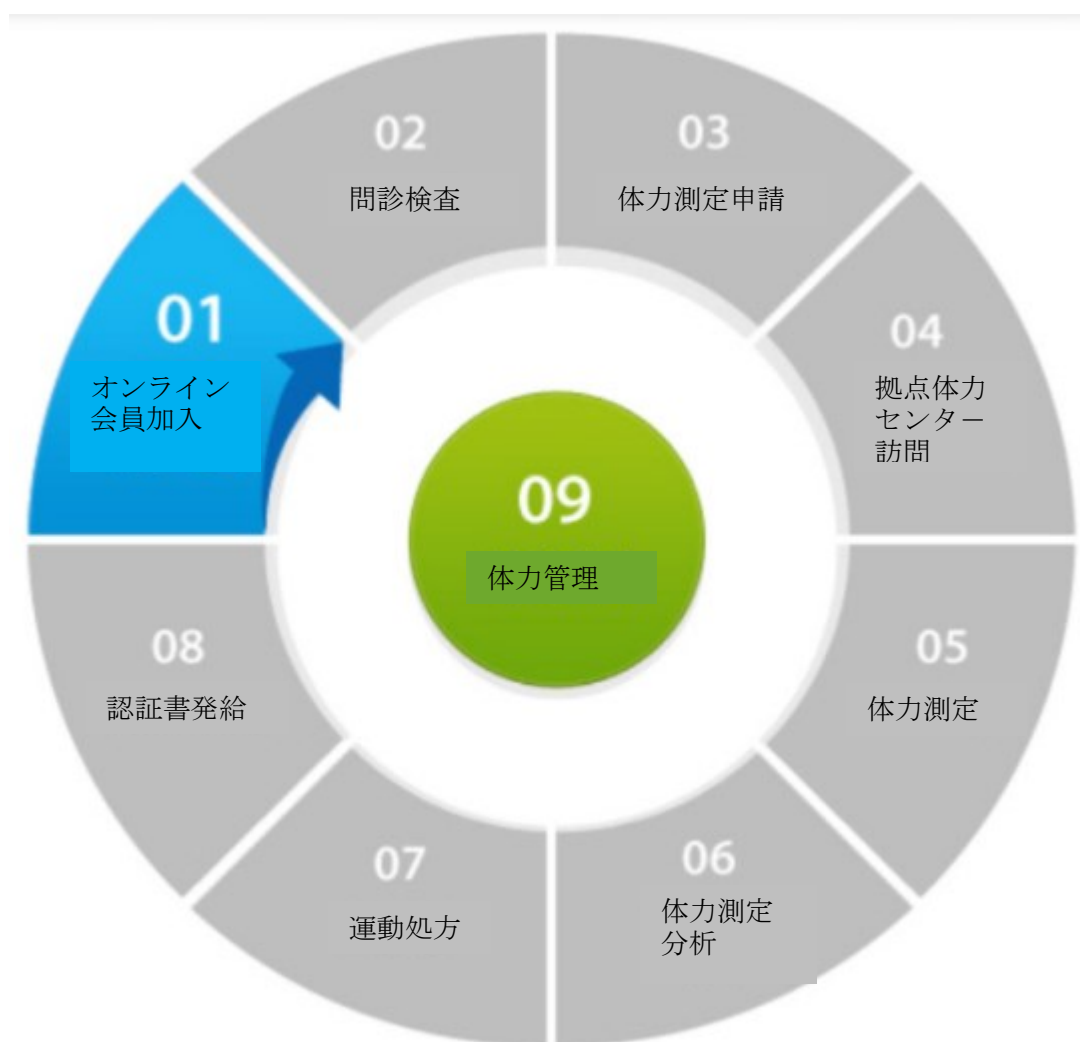 01
オンライン
会員加入
02
問診検査
03
体力測定申請
04
拠点体力
センター
訪問
05
体力測定
06
体力測定
分析
07
運動処方
08
認証書発給
09
体力管理